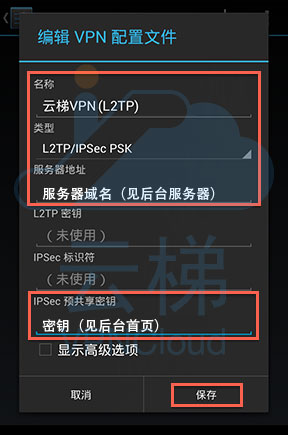 编辑 VPN 配置文件
名称
云梯VPN(L2TP)
类型
L2TP/IPSec PSK
服务器地址
服务器域名（见后台服务器）
L2TP 密钥
（未使用）
IPSec 标识符
（未使用）
IPSec 预共享密钥
密钥（见后台首页）
显示高级选项
取消
保存
云梯
VPNCloud